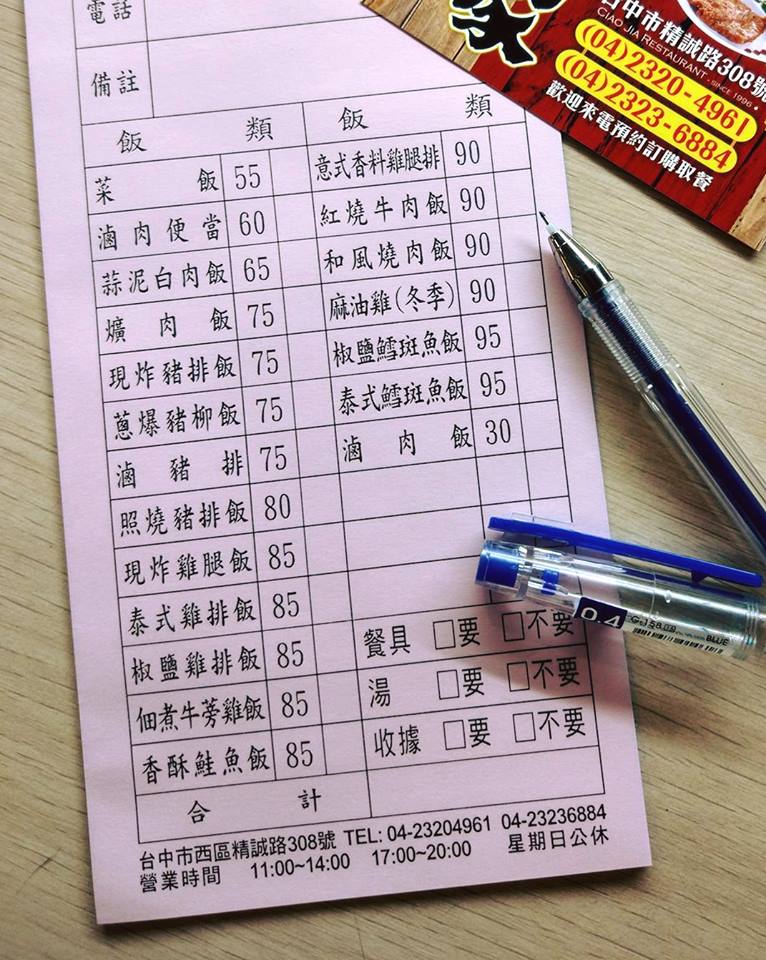 電話
備註
台中市精誠路308號
CIAO JIA RESTAURANT - SINCE 1996
(04)2320-4961
(04)2323-6884
歡迎來電預約訂購取餐
飯類 飯類
菜飯 55 意式香料雞腿排 90
滷肉便當 60 紅燒牛肉飯 90
蒜泥白肉飯 65 和風燒肉飯 90
爌肉飯 75 麻油雞(冬季) 90
現炸豬排飯 75 椒鹽鱈斑魚飯 95
蔥爆豬柳飯 75 泰式鱈斑魚飯 95
滷豬排 75 滷肉飯 30
照燒豬排飯 80
現炸雞腿飯 85
泰式雞排飯 85
椒鹽雞排飯 85 餐具 □要 □不要
佃煮牛蒡雞飯 85 湯 □要 □不要
香酥鮭魚飯 85 收據 □要 □不要
合計
台中市西區精誠路308號 TEL: 04-23204961 04-23236884
營業時間 11:00~14:00 17:00~20:00 星期日公休
0.4
BLUE